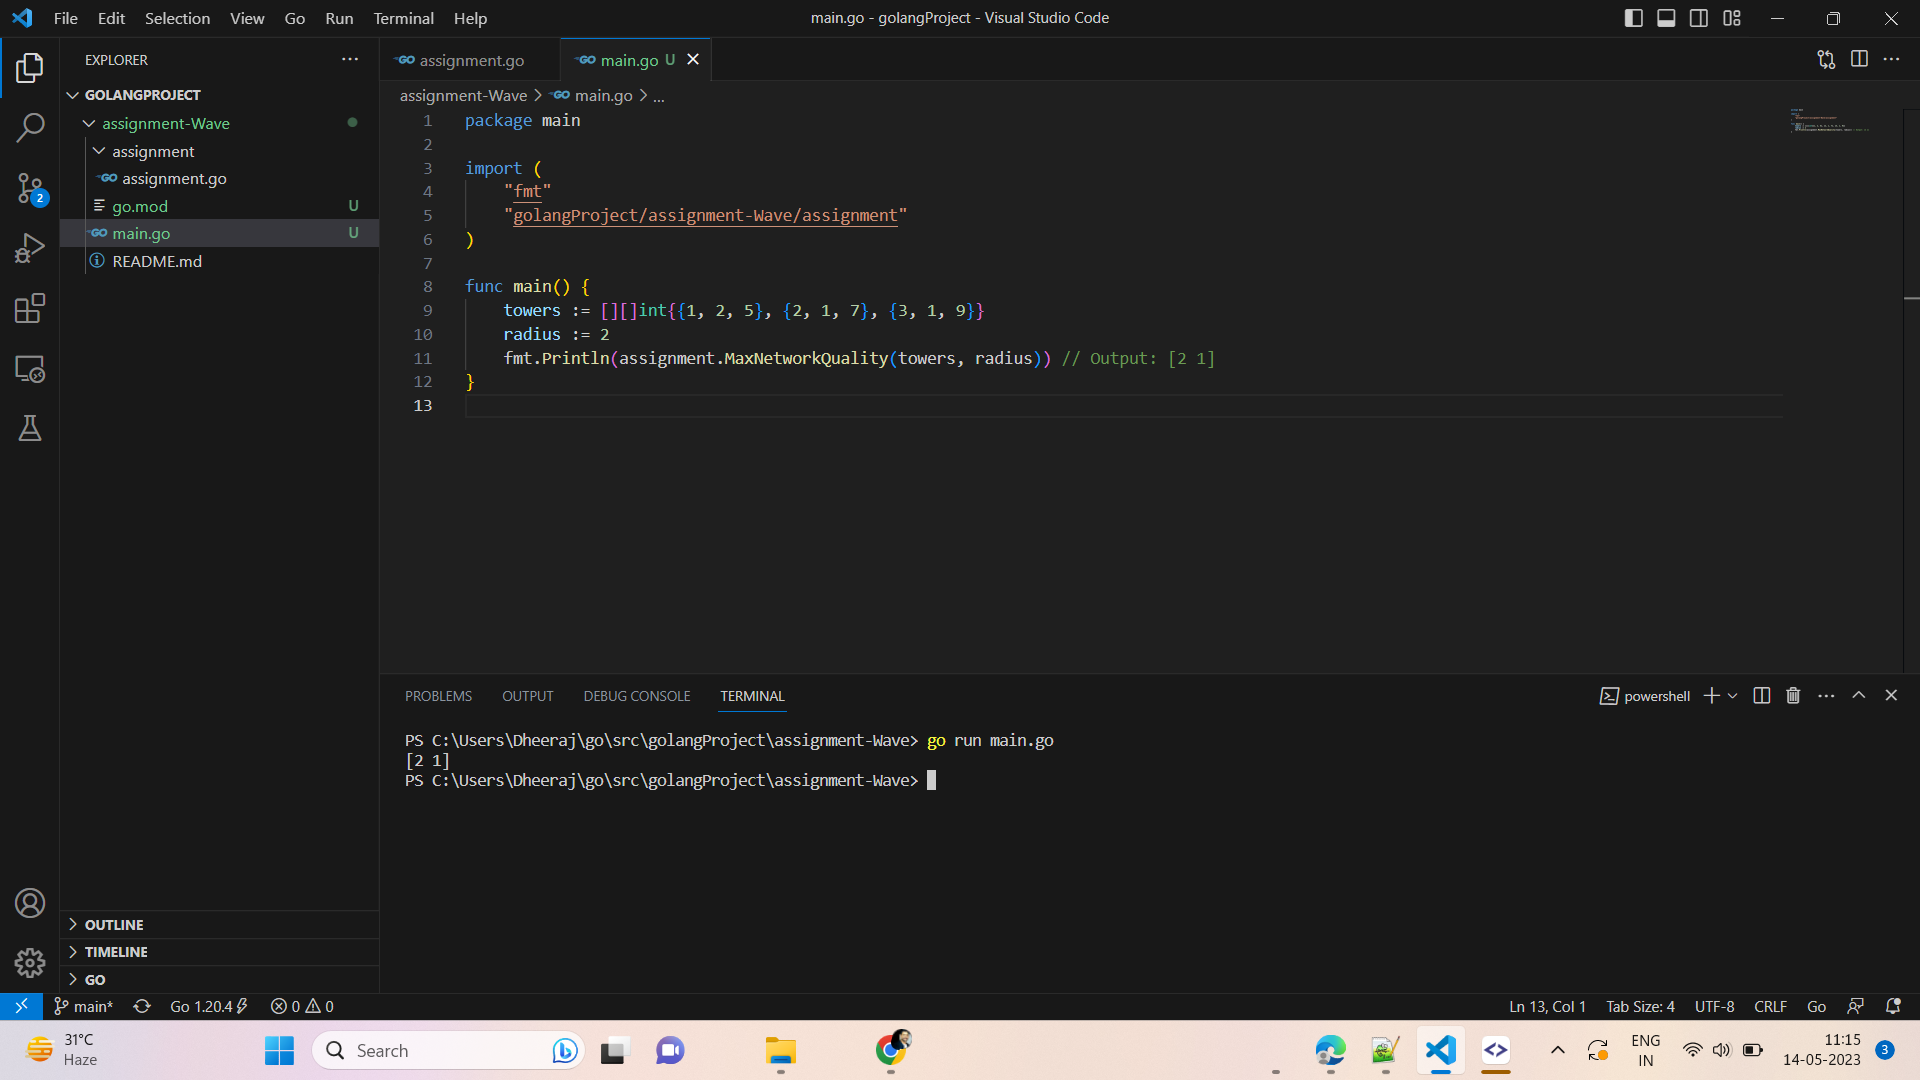 File Edit Selection View Go Run Terminal Help
main.go - golangProject - Visual Studio Code
EXPLORER
GOLANGPROJECT
assignment-Wave
assignment
GO assignment.go
go.mod U
GO main.go U
README.md
OUTLINE
TIMELINE
GO
GO assignment.go
GO main.go U
assignment-Wave > GO main.go > ...
1 package main
2
3 import (
4 "fmt"
5 "golangProject/assignment-Wave/assignment"
6 )
7
8 func main() {
9 towers := [][]int{{1, 2, 5}, {2, 1, 7}, {3, 1, 9}}
10 radius := 2
11 fmt.Println(assignment.MaxNetworkQuality(towers, radius)) // Output: [2 1]
12 }
13
PROBLEMS OUTPUT DEBUG CONSOLE TERMINAL
powershell
PS C:\Users\Dheeraj\go\src\golangProject\assignment-Wave> go run main.go
[2 1]
PS C:\Users\Dheeraj\go\src\golangProject\assignment-Wave>
2
main* Go 1.20.4 0 0
Ln 13, Col 1 Tab Size: 4 UTF-8 CRLF Go
31°C
Haze
Search
ENG
IN
11:15
14-05-2023
3